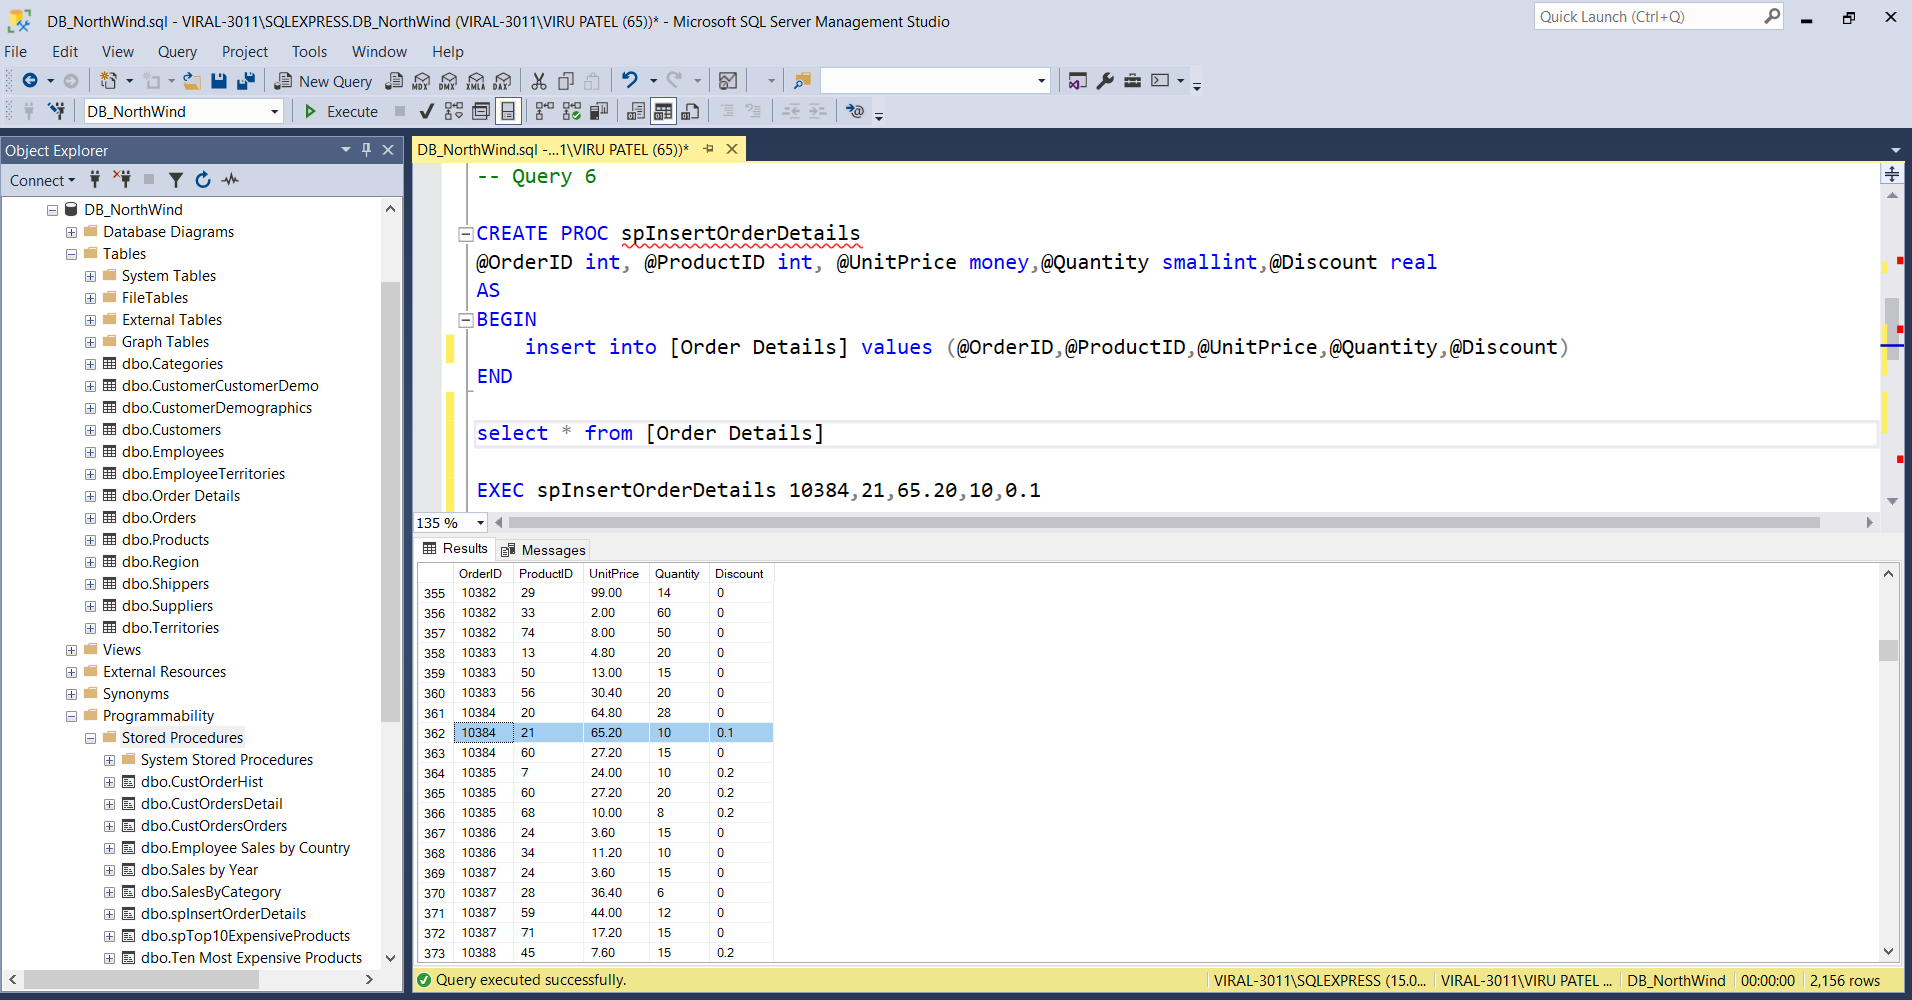 DB_NorthWind.sql - VIRAL-3011\SQLEXPRESS.DB_NorthWind (VIRAL-3011\VIRU PATEL (65))* - Microsoft SQL Server Management Studio
Quick Launch (Ctrl+Q)
File Edit View Query Project Tools Window Help
New Query MDX DMX XMLA DAX
DB_NorthWind Execute
Object Explorer
Connect
DB_NorthWind
Database Diagrams
Tables
System Tables
FileTables
External Tables
Graph Tables
dbo.Categories
dbo.CustomerCustomerDemo
dbo.CustomerDemographics
dbo.Customers
dbo.Employees
dbo.EmployeeTerritories
dbo.Order Details
dbo.Orders
dbo.Products
dbo.Region
dbo.Shippers
dbo.Suppliers
dbo.Territories
Views
External Resources
Synonyms
Programmability
Stored Procedures
System Stored Procedures
dbo.CustOrderHist
dbo.CustOrdersDetail
dbo.CustOrdersOrders
dbo.Employee Sales by Country
dbo.Sales by Year
dbo.SalesByCategory
dbo.spInsertOrderDetails
dbo.spTop10ExpensiveProducts
dbo.Ten Most Expensive Products
DB_NorthWind.sql -...1\VIRU PATEL (65))*
-- Query 6
CREATE PROC spInsertOrderDetails
@OrderID int, @ProductID int, @UnitPrice money,@Quantity smallint,@Discount real
AS
BEGIN
insert into [Order Details] values (@OrderID,@ProductID,@UnitPrice,@Quantity,@Discount)
END
select * from [Order Details]
EXEC spInsertOrderDetails 10384,21,65.20,10,0.1
135 %
Results Messages
OrderID ProductID UnitPrice Quantity Discount
355 10382 29 99.00 14 0
356 10382 33 2.00 60 0
357 10382 74 8.00 50 0
358 10383 13 4.80 20 0
359 10383 50 13.00 15 0
360 10383 56 30.40 20 0
361 10384 20 64.80 28 0
362 10384 21 65.20 10 0.1
363 10384 60 27.20 15 0
364 10385 7 24.00 10 0.2
365 10385 60 27.20 20 0.2
366 10385 68 10.00 8 0.2
367 10386 24 3.60 15 0
368 10386 34 11.20 10 0
369 10387 24 3.60 15 0
370 10387 28 36.40 6 0
371 10387 59 44.00 12 0
372 10387 71 17.20 15 0
373 10388 45 7.60 15 0.2
Query executed successfully. VIRAL-3011\SQLEXPRESS (15.0... VIRAL-3011\VIRU PATEL ... DB_NorthWind 00:00:00 2,156 rows